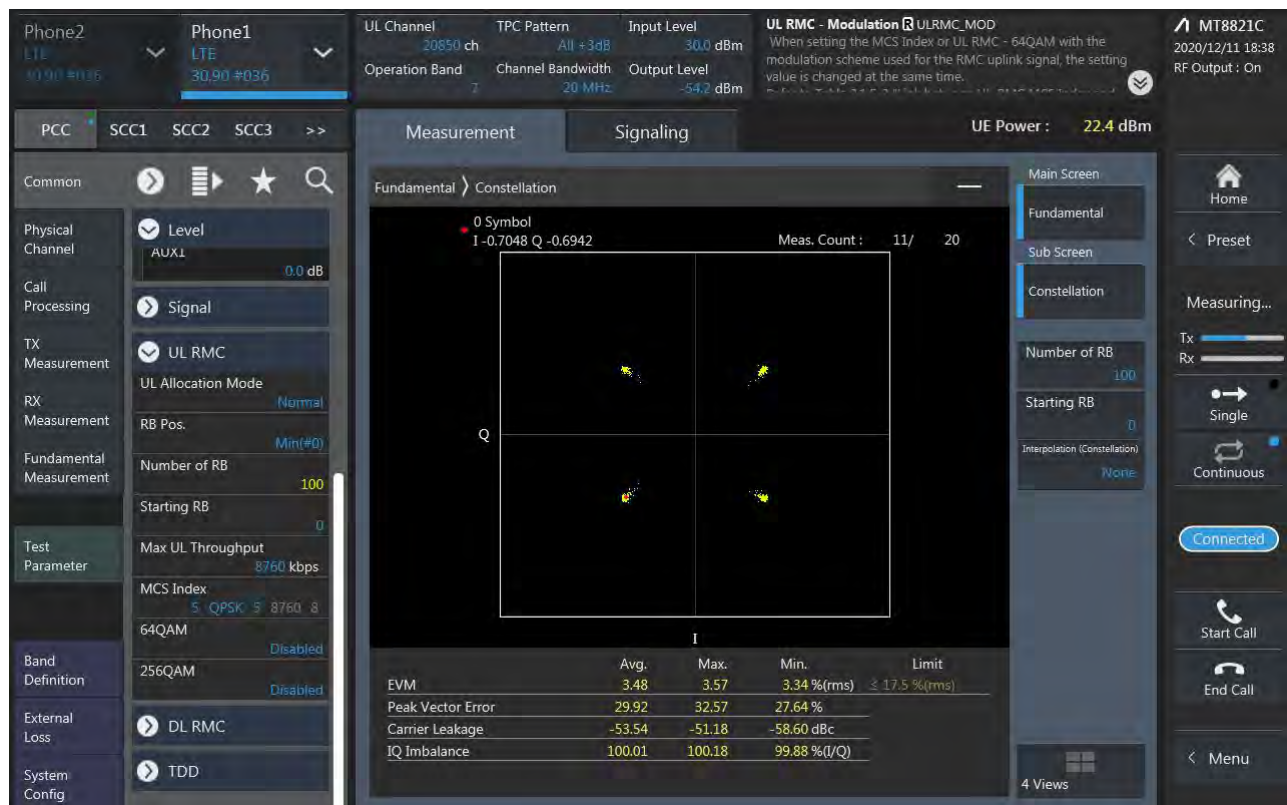 Phone2
LTE
30.90 #036
Phone1
LTE
30.90 #036
UL Channel
20850 ch
Operation Band
7
TPC Pattern
All +3dB
Channel Bandwidth
20 MHz
Input Level
30.0 dBm
Output Level
-54.2 dBm
UL RMC - Modulation R ULRMC_MOD
When setting the MCS Index or UL RMC - 64QAM with the
modulation scheme used for the RMC uplink signal, the setting
value is changed at the same time.
MT8821C
2020/12/11 18:38
RF Output : On
PCC SCC1 SCC2 SCC3 >>
Measurement
Signaling
UE Power : 22.4 dBm
Common
Physical
Channel
Call
Processing
TX
Measurement
RX
Measurement
Fundamental
Measurement
Test
Parameter
Band
Definition
External
Loss
System
Config
Level
AUX1
0.0 dB
Signal
UL RMC
UL Allocation Mode
Normal
RB Pos.
Min(#0)
Number of RB
100
Starting RB
0
Max UL Throughput
8760 kbps
MCS Index
5 QPSK 5 8760 8
64QAM
Disabled
256QAM
Disabled
DL RMC
TDD
Fundamental Constellation
0 Symbol
I -0.7048 Q -0.6942
Meas. Count : 11/ 20
Q
I
Avg. Max. Min. Limit
EVM 3.48 3.57 3.34 %(rms) ≤ 17.5 %(rms)
Peak Vector Error 29.92 32.57 27.64 %
Carrier Leakage -53.54 -51.18 -58.60 dBc
IQ Imbalance 100.01 100.18 99.88 %(I/Q)
Main Screen
Fundamental
Sub Screen
Constellation
Number of RB
100
Starting RB
0
Interpolation (Constellation)
None
4 Views
Home
< Preset
Measuring...
Tx
Rx
Single
Continuous
Connected
Start Call
End Call
< Menu